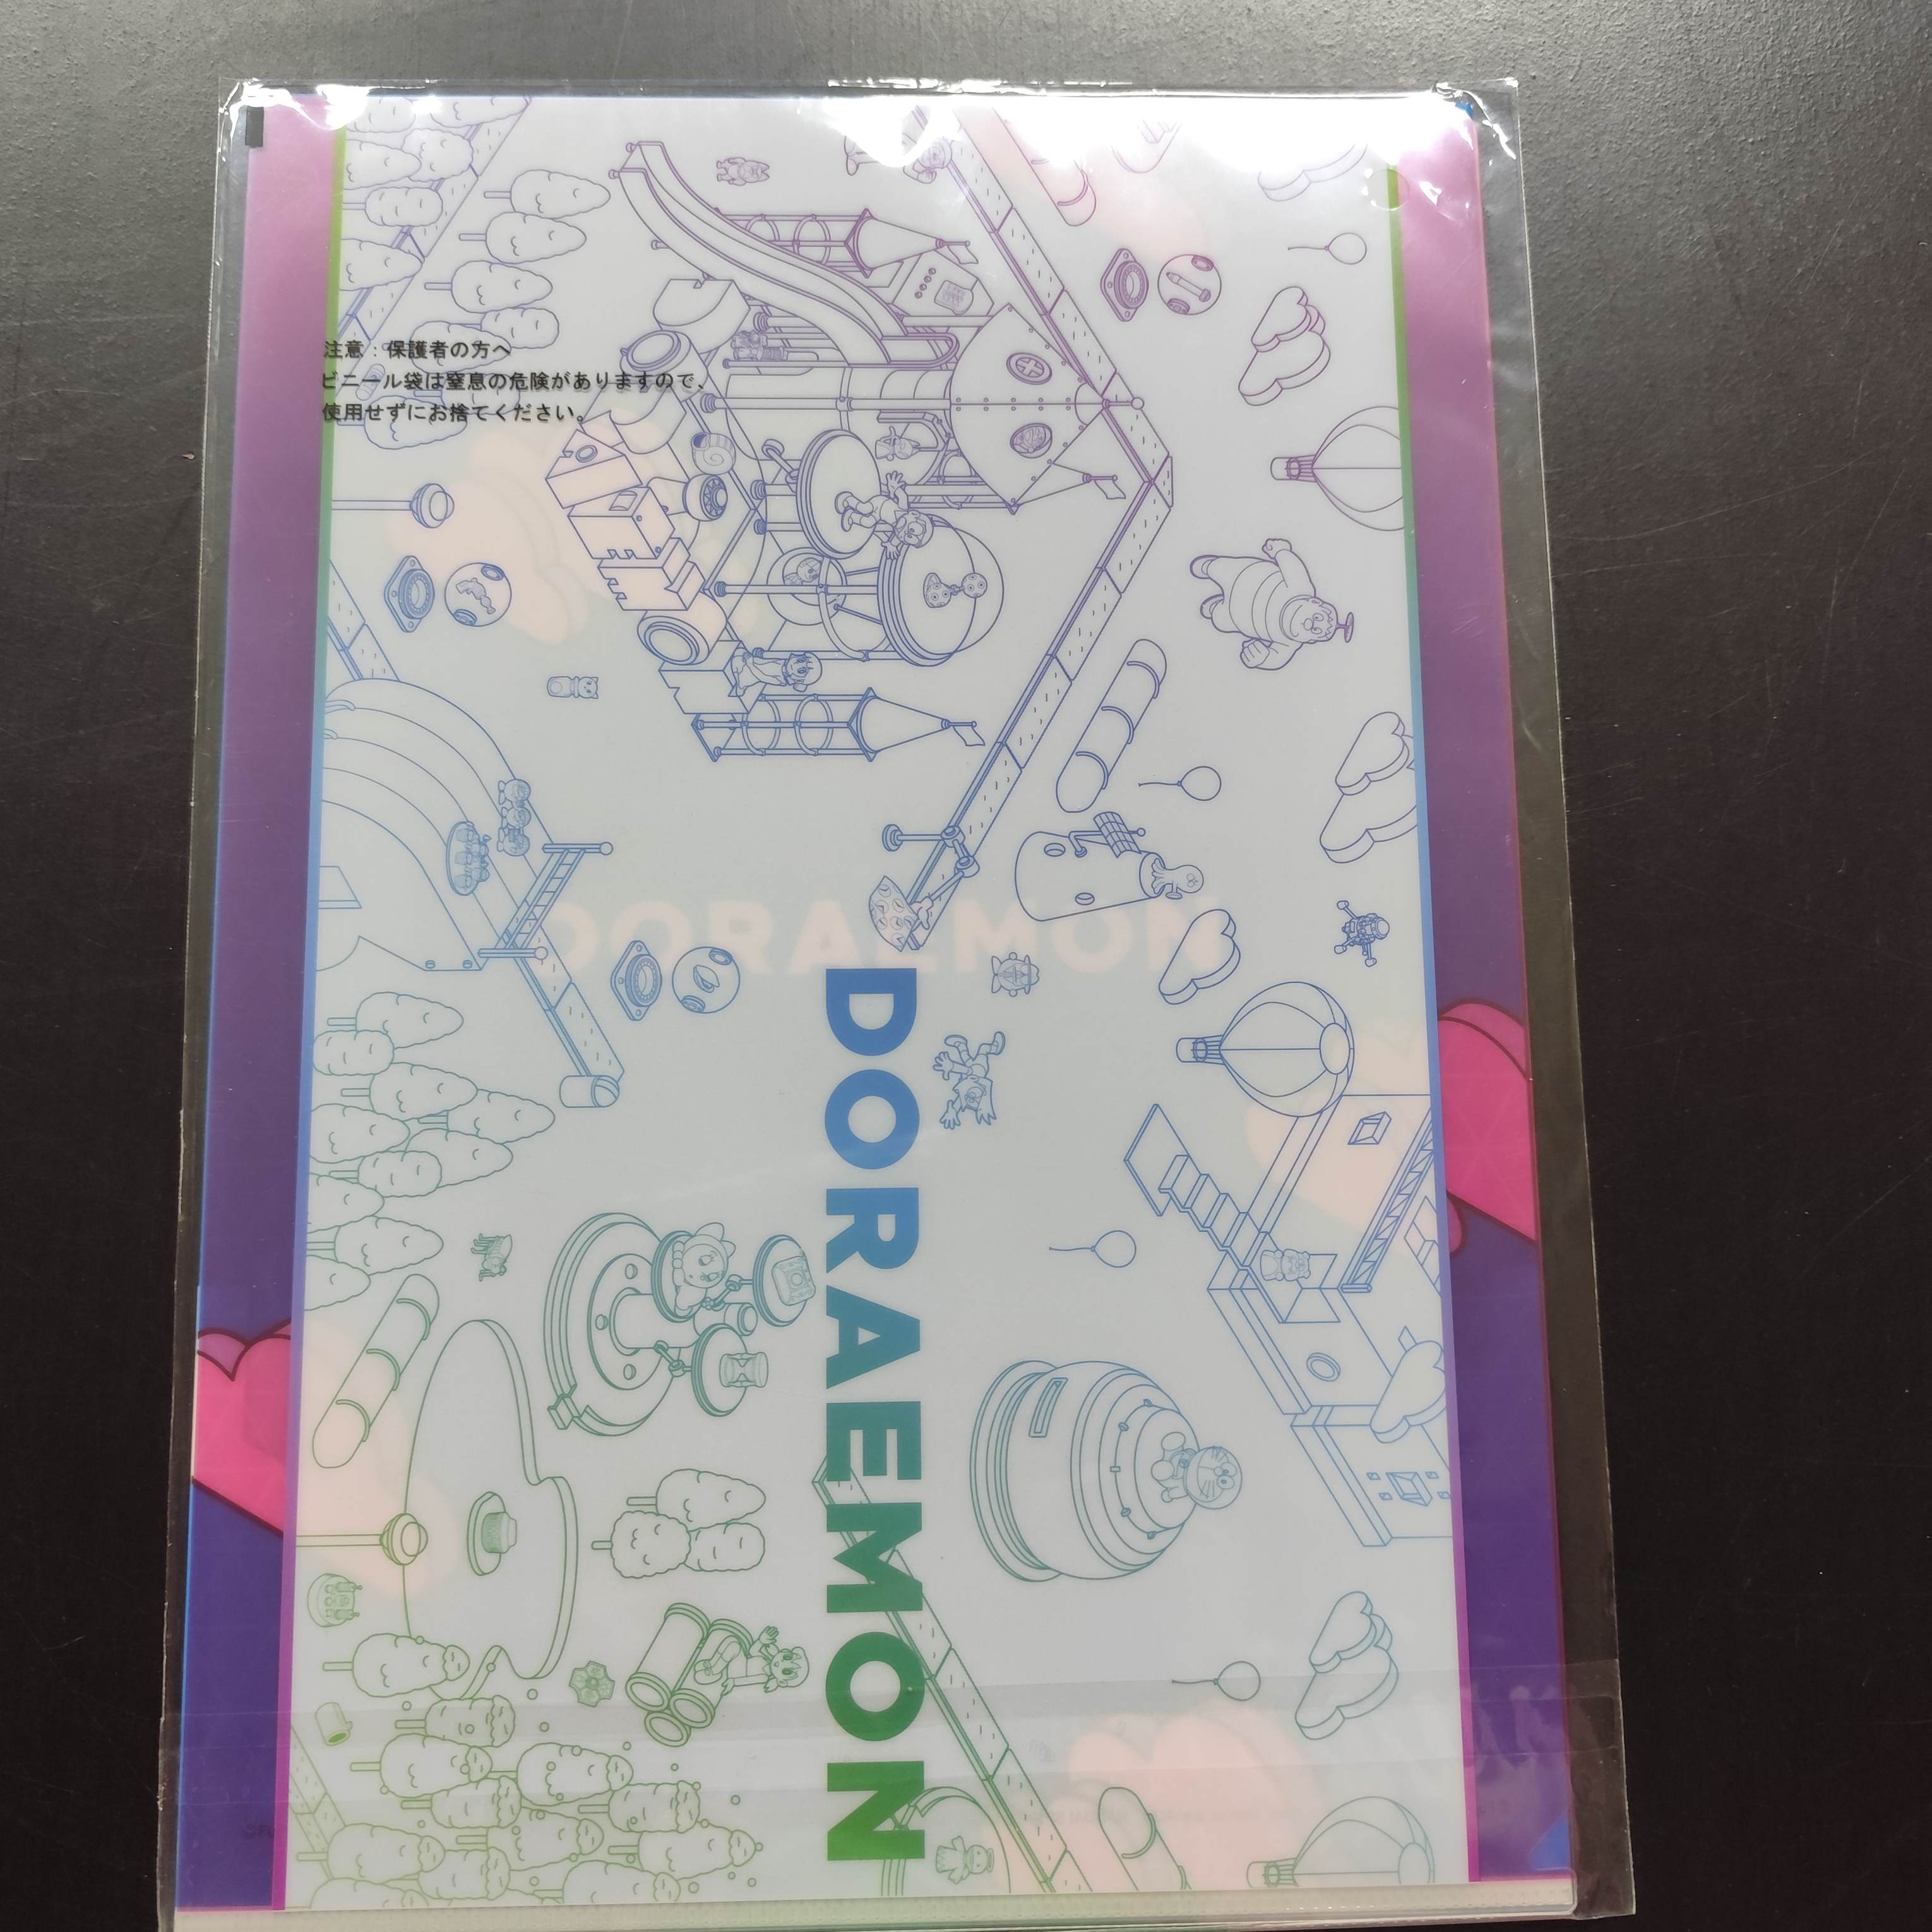 注意：保護者の方へ
ビニール袋は窒息の危険がありますので、
使用せずにお捨てください。
DORAEMON
DORAEMON